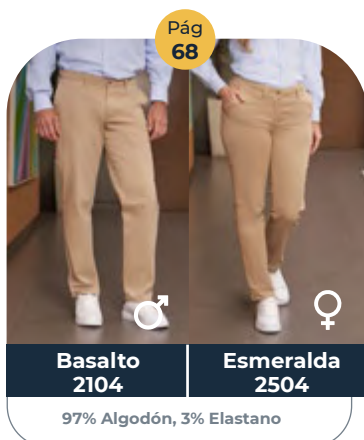 Pág
68
Basalto
2104
Esmeralda
2504
97% Algodón, 3% Elastano